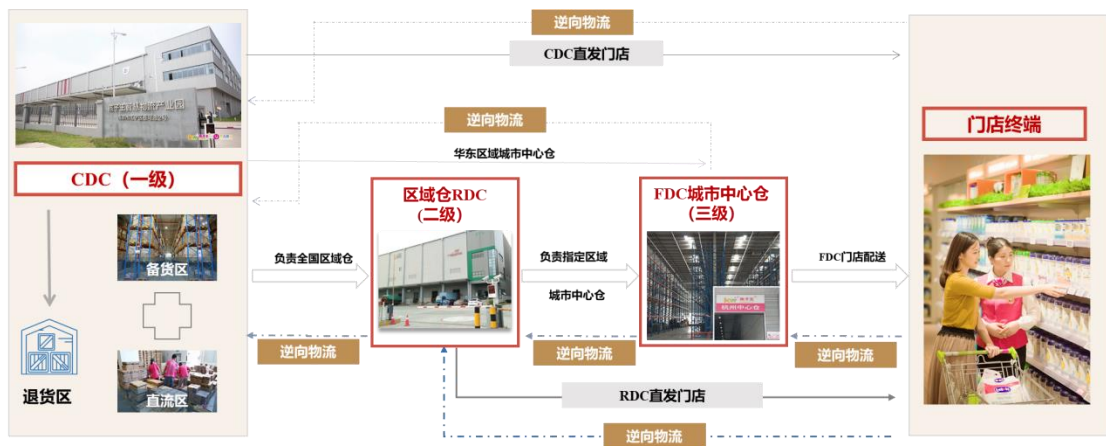 逆向物流
CDC直发门店
逆向物流
华东区域城市中心仓
CDC（一级）
备货区
直流区
退货区
负责全国区域仓
逆向物流
区域仓RDC
(二级）
负责指定区域
城市中心仓
逆向物流
FDC城市中心仓
（三级）
杭州中心仓
FDC门店配送
逆向物流
RDC直发门店
逆向物流
门店终端